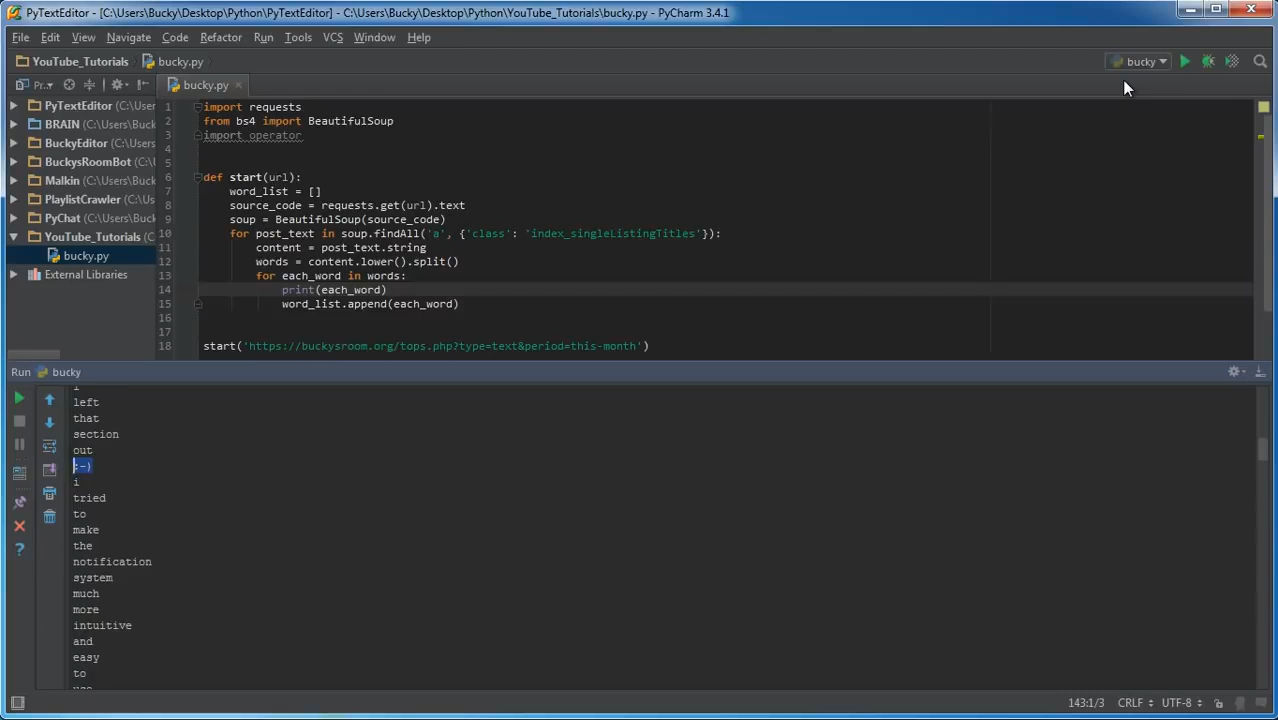 PyTextEditor - [C:\Users\Bucky\Desktop\Python\PyTextEditor] - C:\Users\Bucky\Desktop\Python\YouTube_Tutorials\bucky.py - PyCharm 3.4.1
File Edit View Navigate Code Refactor Run Tools VCS Window Help
YouTube_Tutorials bucky.py bucky
Pr.. bucky.py
PyTextEditor (C:\Use
BRAIN (C:\Users\Buck
BuckyEditor (C:\User
BuckysRoomBot (C:\U
Malkin (C:\Users\Buc
PlaylistCrawler (C:\U
PyChat (C:\Users\Buc
YouTube_Tutorials (C
bucky.py
External Libraries
1 import requests
2 from bs4 import BeautifulSoup
3 import operator
4
5
6 def start(url):
7 word_list = []
8 source_code = requests.get(url).text
9 soup = BeautifulSoup(source_code)
10 for post_text in soup.findAll('a', {'class': 'index_singleListingTitles'}):
11 content = post_text.string
12 words = content.lower().split()
13 for each_word in words:
14 print(each_word)
15 word_list.append(each_word)
16
17
18 start('https://buckysroom.org/tops.php?type=text&period=this-month')
Run bucky
i
left
that
section
out
:-)
i
tried
to
make
the
notification
system
much
more
intuitive
and
easy
to
use
143:1/3 CRLF UTF-8